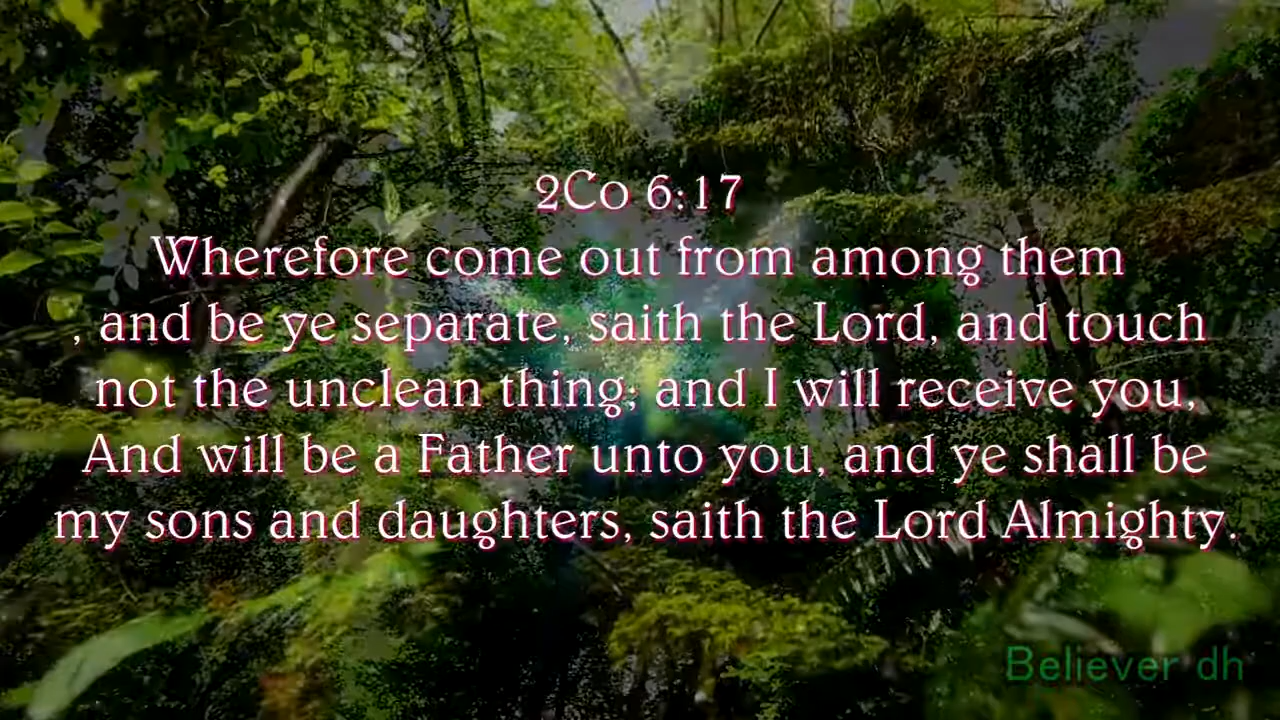 2Co 6:17
Wherefore come out from among them
, and be ye separate, saith the Lord, and touch
not the unclean thing; and I will receive you,
And will be a Father unto you, and ye shall be
my sons and daughters, saith the Lord Almighty.
Believer dh